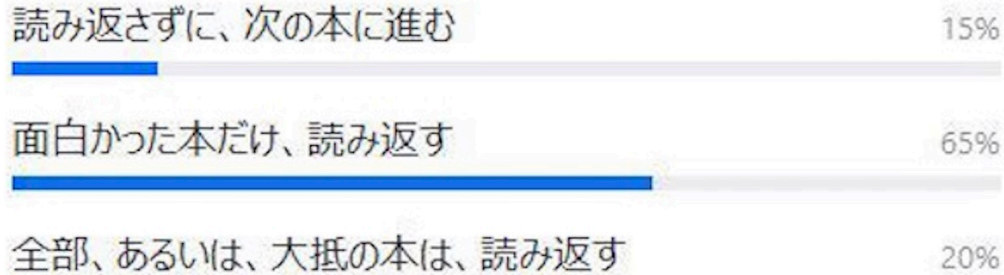 読み返さずに、次の本に進む 15%
面白かった本だけ、読み返す 65%
全部、あるいは、大抵の本は、読み返す 20%